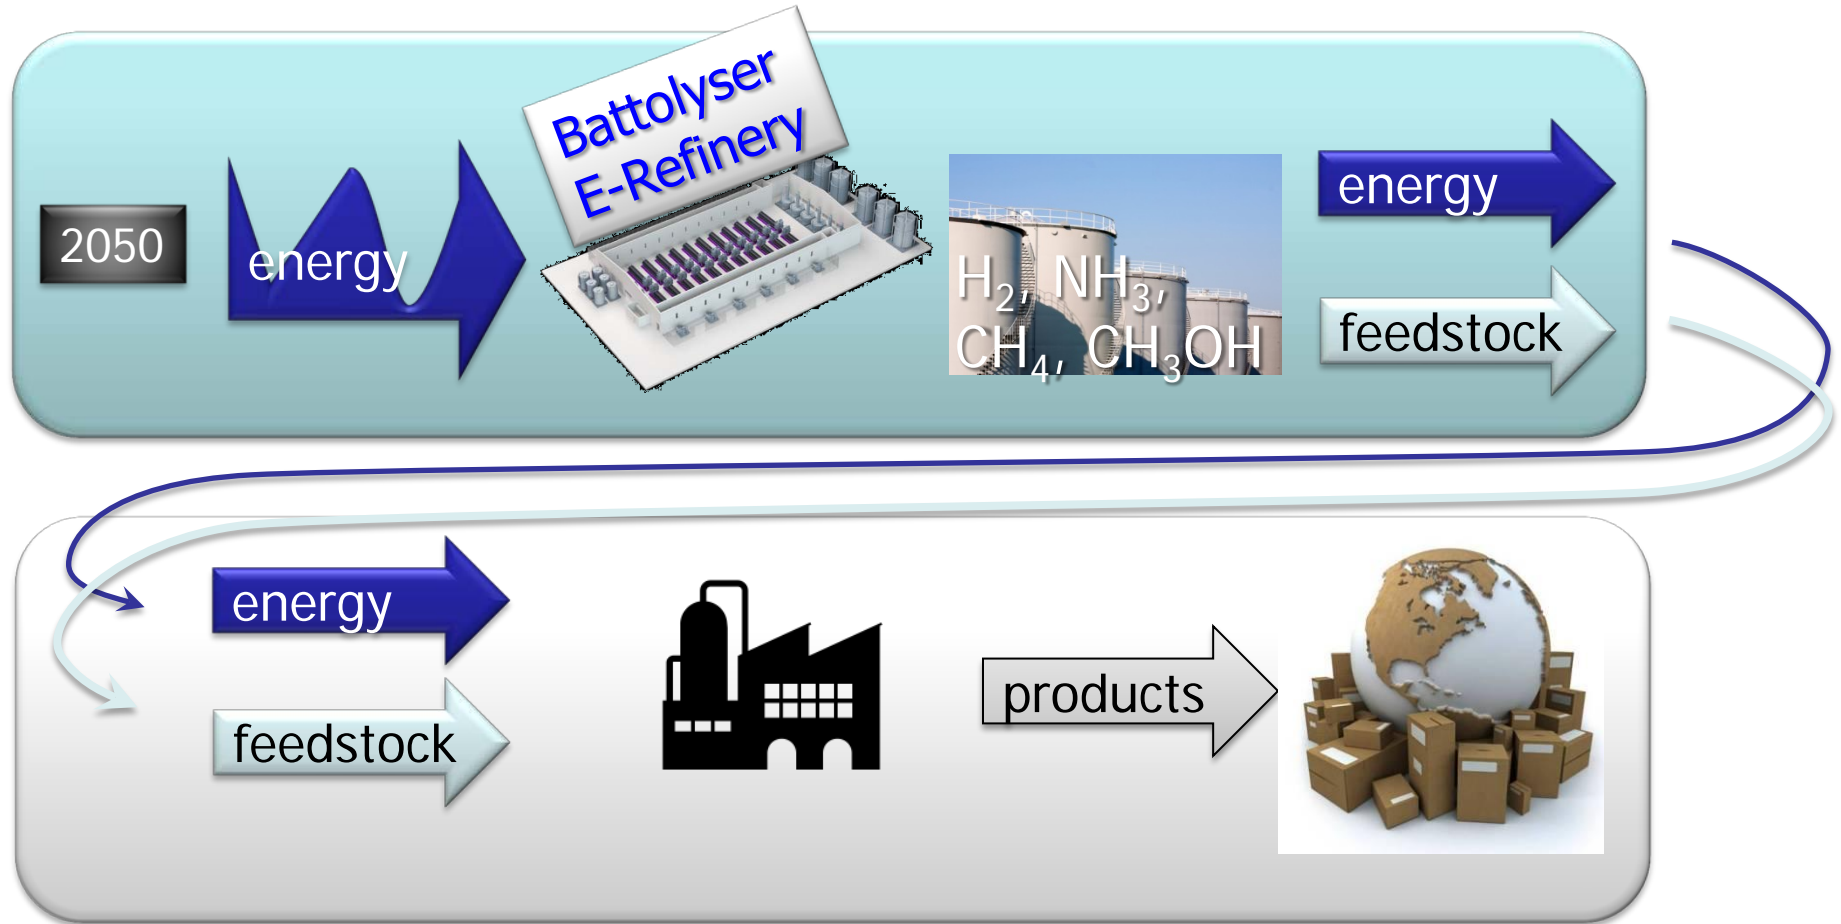 2050
energy
Battolyser
E-Refinery
H₂, NH₃,
CH₄, CH₃OH
energy
feedstock
energy
feedstock
products